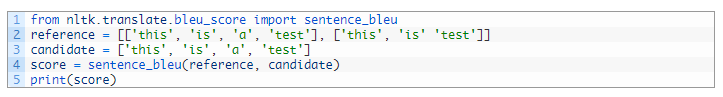 1 from nltk.translate.bleu_score import sentence_bleu
2 reference = [['this', 'is', 'a', 'test'], ['this', 'is' 'test']]
3 candidate = ['this', 'is', 'a', 'test']
4 score = sentence_bleu(reference, candidate)
5 print(score)